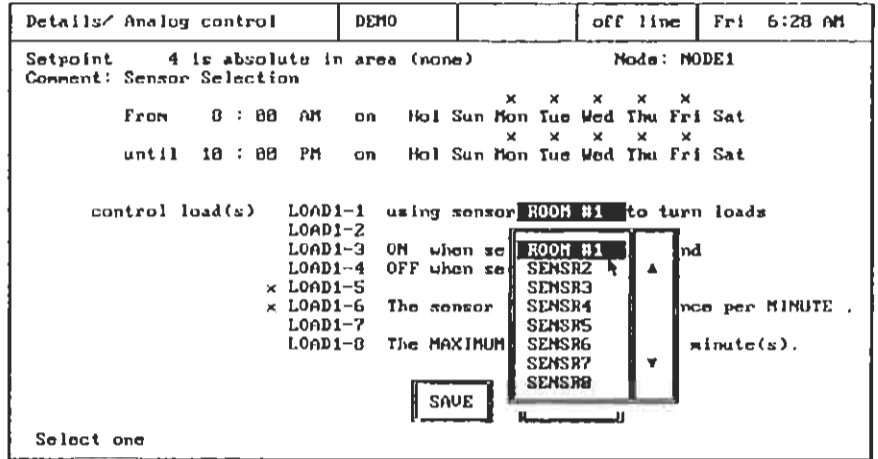 Details/ Analog control DEMO off line Fri 6:28 AM
Setpoint 4 is absolute in area (none) Node: NODE1
Comment: Sensor Selection
x x x x x
From 8 : 00 AM on Hol Sun Mon Tue Wed Thu Fri Sat
x x x x x
until 10 : 00 PM on Hol Sun Mon Tue Wed Thu Fri Sat
control load(s) LOAD1-1 using sensor ROOM #1 to turn loads
LOAD1-2
LOAD1-3 ON when se ROOM #1 nd
LOAD1-4 OFF when se SENSR2 ▲
x LOAD1-5 SENSR3
x LOAD1-6 The sensor SENSR4 nce per MINUTE .
LOAD1-7 SENSR5
LOAD1-8 The MAXIMUM SENSR6 minute(s).
SENSR7 ▼
SENSR8
SAVE
Select one